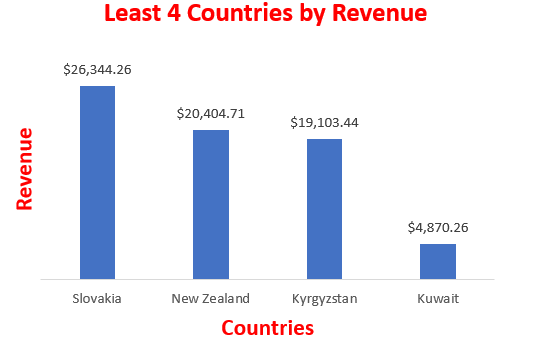 Least 4 Countries by Revenue
$26,344.26
$20,404.71
$19,103.44
$4,870.26
Revenue
Slovakia
New Zealand
Kyrgyzstan
Kuwait
Countries